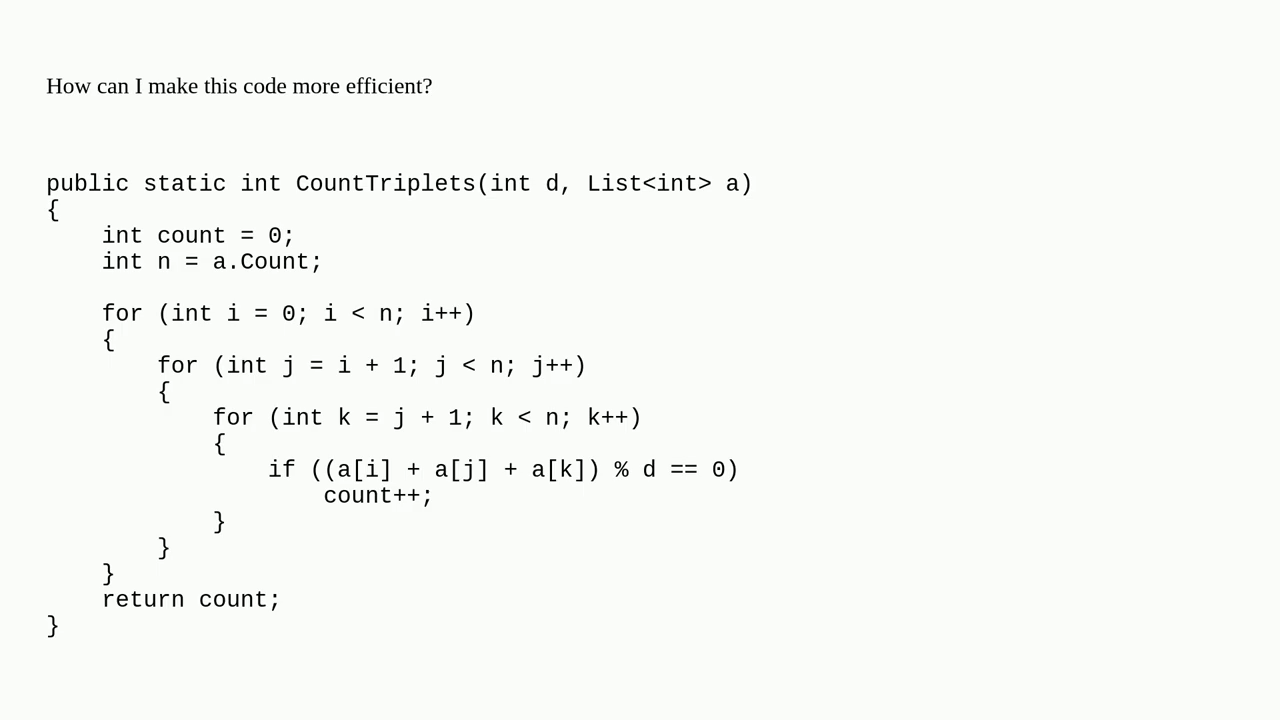 How can I make this code more efficient?
public static int CountTriplets(int d, List<int> a)
{
    int count = 0;
    int n = a.Count;

    for (int i = 0; i < n; i++)
    {
        for (int j = i + 1; j < n; j++)
        {
            for (int k = j + 1; k < n; k++)
            {
                if ((a[i] + a[j] + a[k]) % d == 0)
                    count++;
            }
        }
    }
    return count;
}